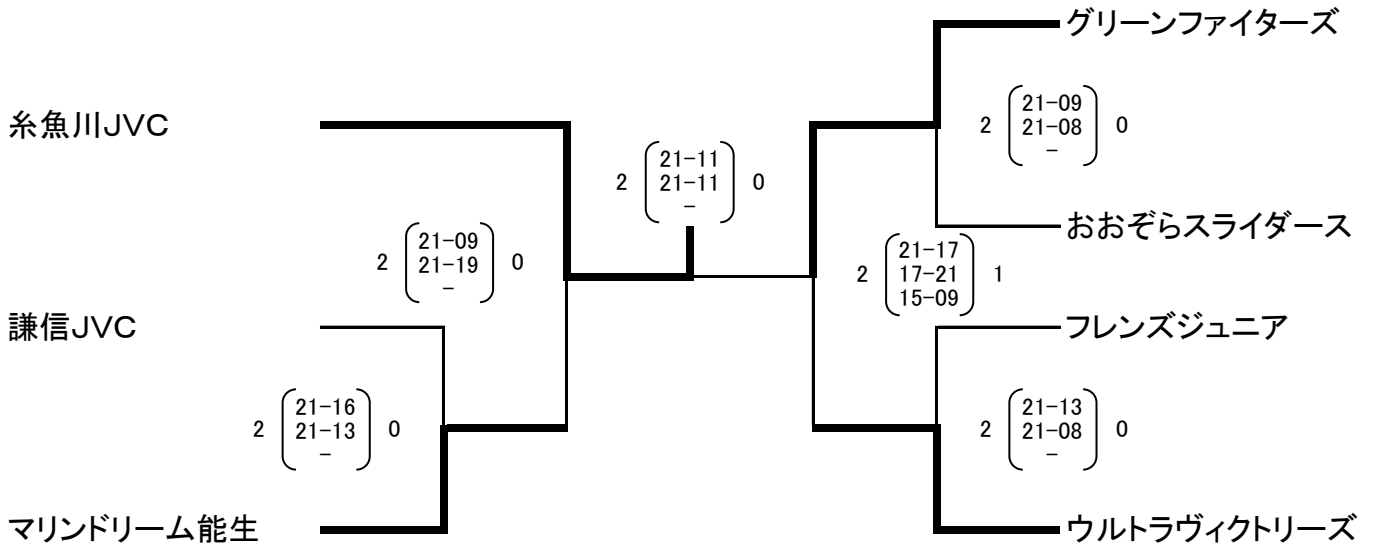 グリーンファイターズ
糸魚川JVC
2 21-09 0
21-08
-
2 21-11 0
21-11
-
おおぞらスライダース
2 21-09 0
21-19
-
2 21-17 1
17-21
15-09
謙信JVC
フレンズジュニア
2 21-16 0
21-13
-
2 21-13 0
21-08
-
マリンドリーム能生
ウルトラヴィクトリーズ